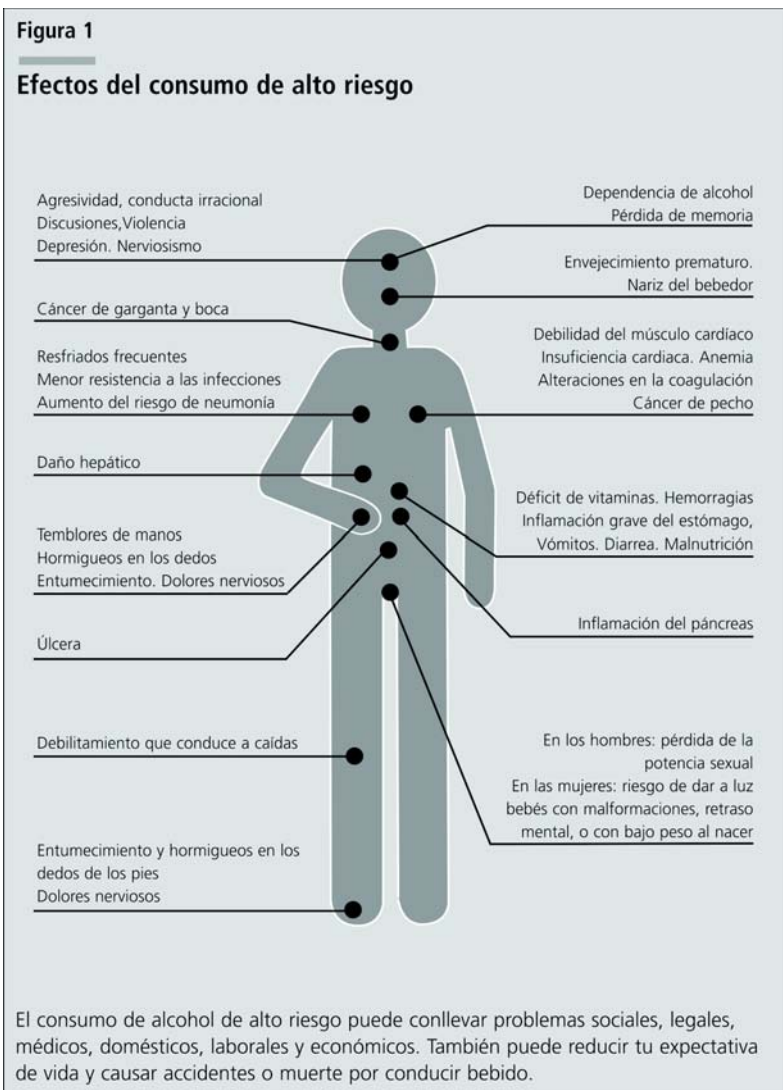 Figura 1
Efectos del consumo de alto riesgo
Agresividad, conducta irracional
Discusiones,Violencia
Depresión. Nerviosismo
Dependencia de alcohol
Pérdida de memoria
Envejecimiento prematuro.
Nariz del bebedor
Cáncer de garganta y boca
Debilidad del músculo cardíaco
Insuficiencia cardiaca. Anemia
Alteraciones en la coagulación
Cáncer de pecho
Resfriados frecuentes
Menor resistencia a las infecciones
Aumento del riesgo de neumonía
Daño hepático
Déficit de vitaminas. Hemorragias
Inflamación grave del estómago,
Vómitos. Diarrea. Malnutrición
Temblores de manos
Hormigueos en los dedos
Entumecimiento. Dolores nerviosos
Inflamación del páncreas
Úlcera
Debilitamiento que conduce a caídas
En los hombres: pérdida de la
potencia sexual
En las mujeres: riesgo de dar a luz
bebés con malformaciones, retraso
mental, o con bajo peso al nacer
Entumecimiento y hormigueos en los
dedos de los pies
Dolores nerviosos
El consumo de alcohol de alto riesgo puede conllevar problemas sociales, legales,
médicos, domésticos, laborales y económicos. También puede reducir tu expectativa
de vida y causar accidentes o muerte por conducir bebido.